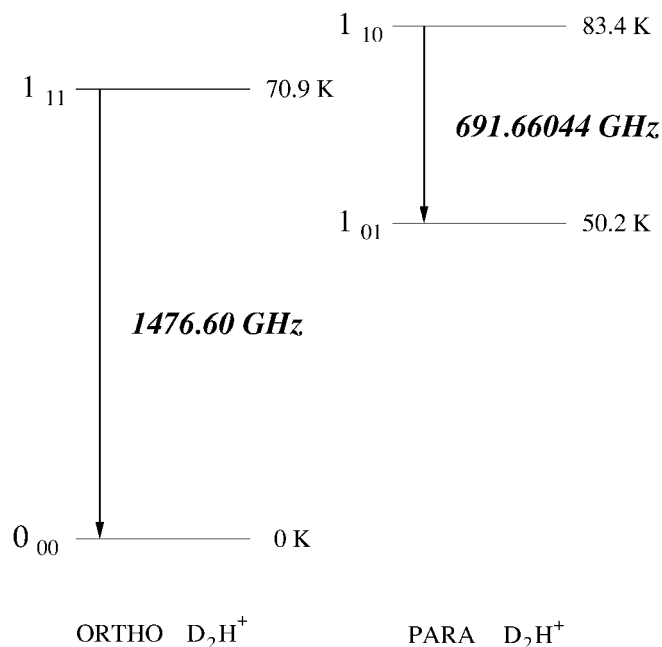 1 10 83.4 K
1 11 70.9 K
691.66044 GHz
1 01 50.2 K
1476.60 GHz
0 00 0 K
ORTHO D2H+ PARA D2H+